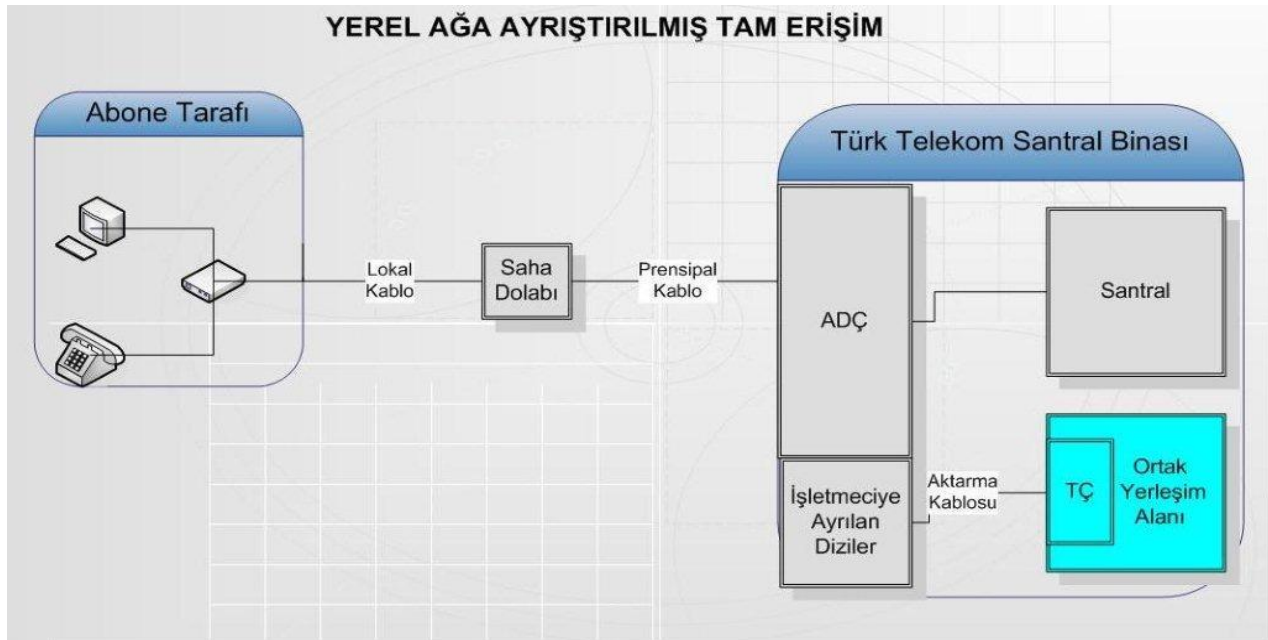 YEREL AĞA AYRIŞTIRILMIŞ TAM ERİŞİM
Abone Tarafı
Türk Telekom Santral Binası
Lokal
Kablo
Saha
Dolabı
Prensipal
Kablo
ADÇ
Santral
İşletmeciye
Ayrılan
Diziler
Aktarma
Kablosu
TÇ
Ortak
Yerleşim
Alanı